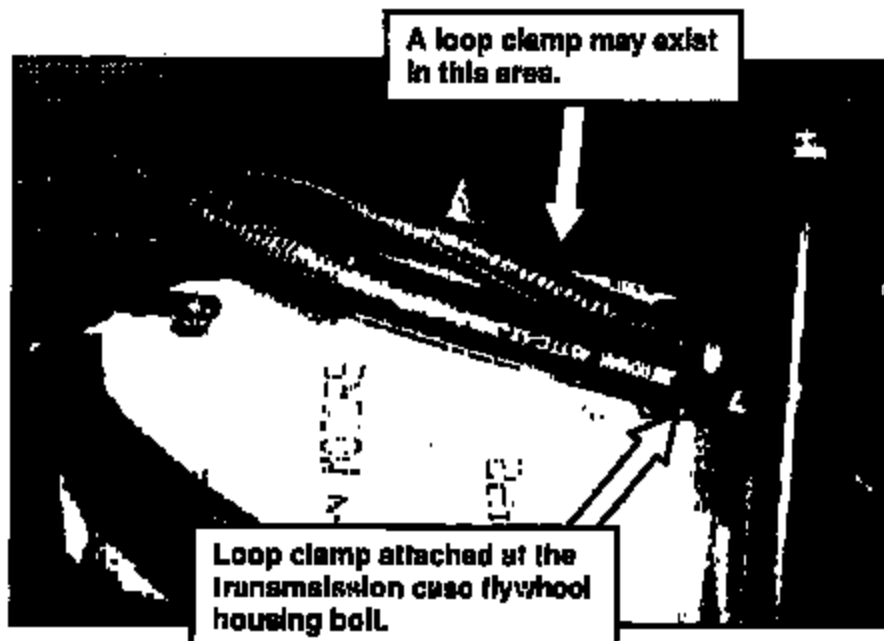 A loop clamp may exist
in this area.
Loop clamp attached at the
transmission case flywheel
housing bolt.